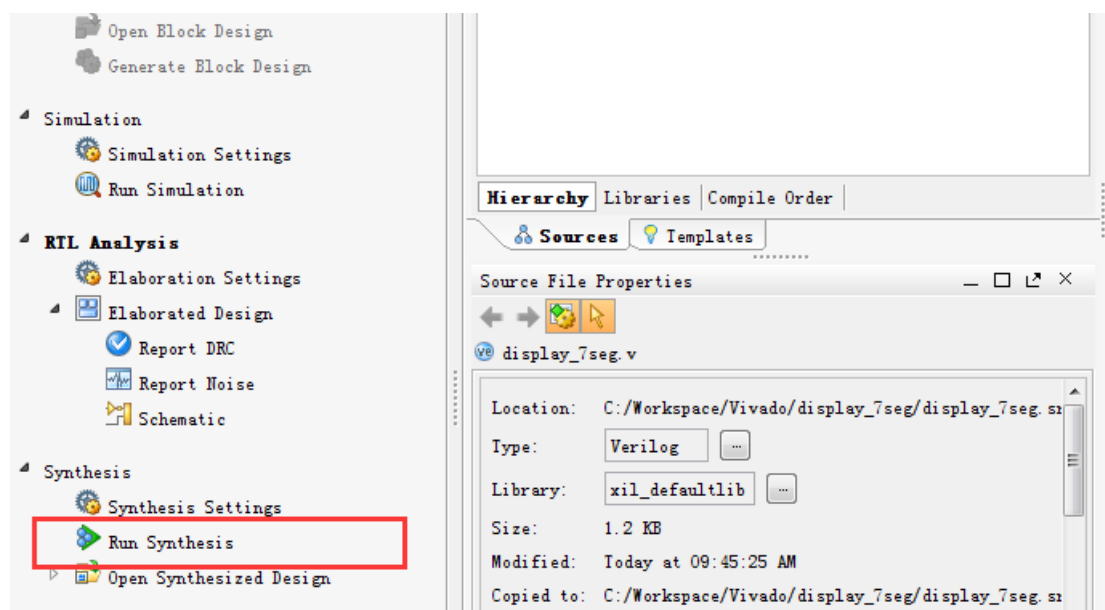 Open Block Design
Generate Block Design
Simulation
Simulation Settings
Run Simulation
RTL Analysis
Elaboration Settings
Elaborated Design
Report DRC
Report Noise
Schematic
Synthesis
Synthesis Settings
Run Synthesis
Open Synthesized Design
Hierarchy Libraries Compile Order
Sources Templates
Source File Properties
display_7seg.v
Location: C:/Workspace/Vivado/display_7seg/display_7seg.sr
Type: Verilog ...
Library: xil_defaultlib ...
Size: 1.2 KB
Modified: Today at 09:45:25 AM
Copied to: C:/Workspace/Vivado/display_7seg/display_7seg.sr